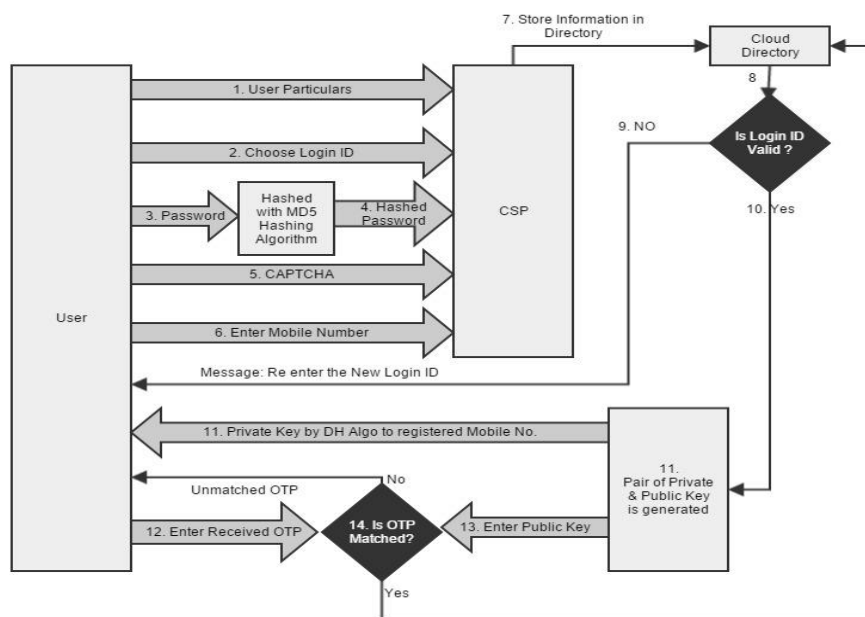 7. Store Information in
Directory
Cloud
Directory
8
1. User Particulars
9. NO
Is Login ID
Valid ?
2. Choose Login ID
3. Password
Hashed
with MD5
Hashing
Algorithm
4. Hashed
Password
CSP
10. Yes
5. CAPTCHA
User
6. Enter Mobile Number
Message: Re enter the New Login ID
11. Private Key by DH Algo to registered Mobile No.
11.
Pair of Private
& Public Key
is generated
No
Unmatched OTP
12. Enter Received OTP
14. Is OTP
Matched?
13. Enter Public Key
Yes